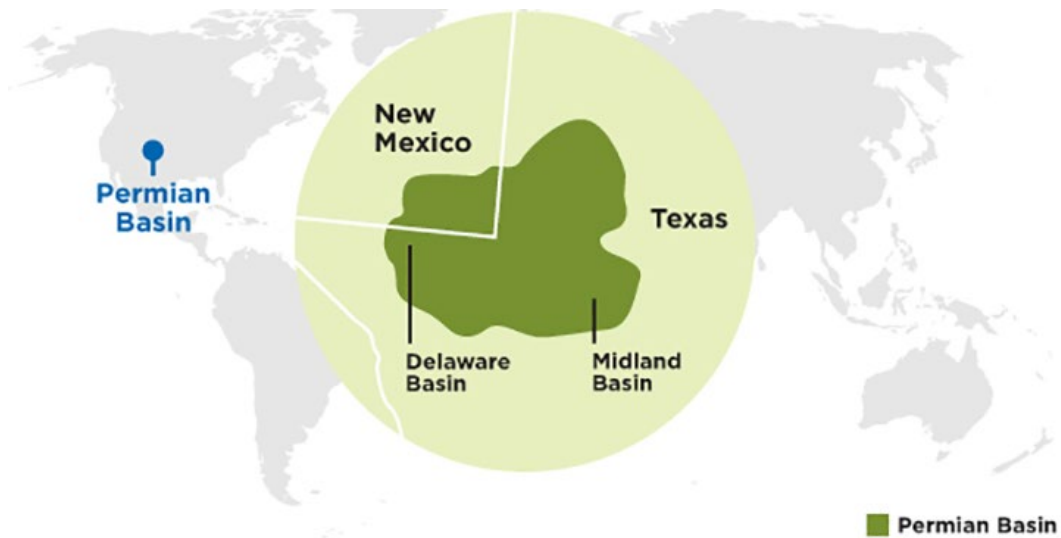 New
Mexico
Permian
Basin
Texas
Delaware
Basin
Midland
Basin
Permian Basin